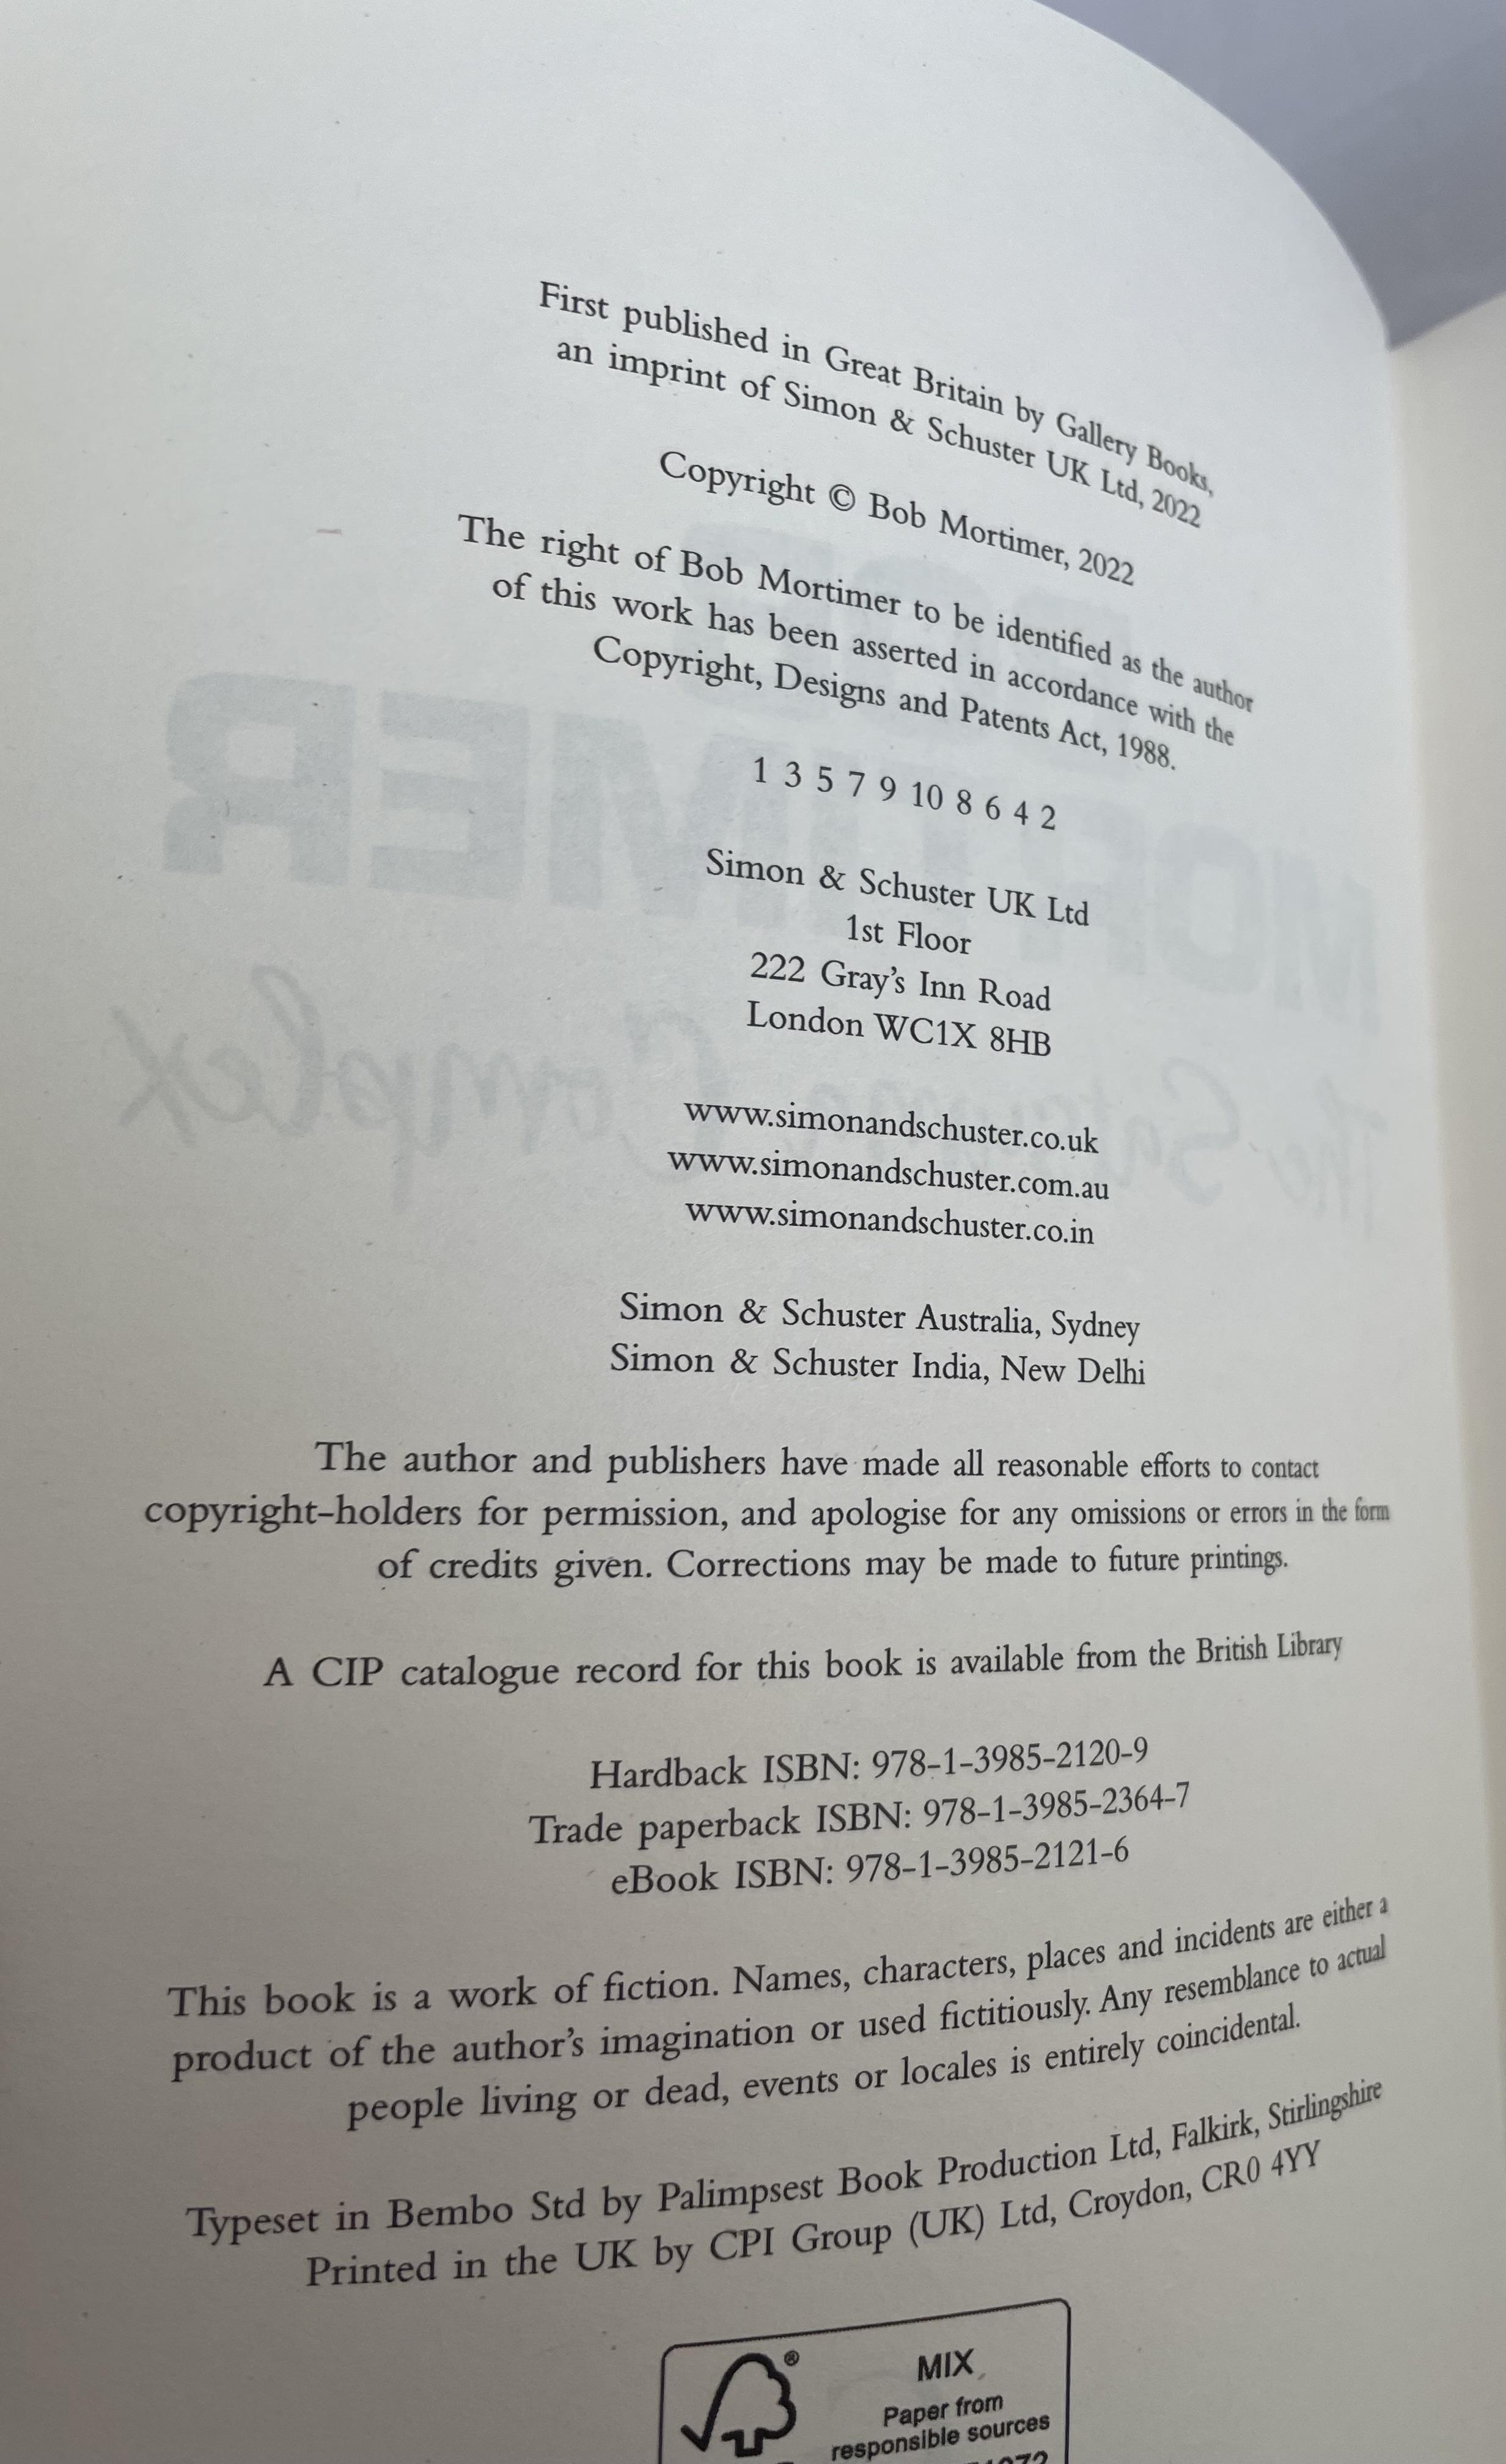 First published in Great Britain by Gallery Books,
an imprint of Simon & Schuster UK Ltd, 2022
Copyright © Bob Mortimer, 2022
The right of Bob Mortimer to be identified as the author
of this work has been asserted in accordance with the
Copyright, Designs and Patents Act, 1988.
1 3 5 7 9 10 8 6 4 2
Simon & Schuster UK Ltd
1st Floor
222 Gray's Inn Road
London WC1X 8HB
www.simonandschuster.co.uk
www.simonandschuster.com.au
www.simonandschuster.co.in
Simon & Schuster Australia, Sydney
Simon & Schuster India, New Delhi
The author and publishers have made all reasonable efforts to contact
copyright-holders for permission, and apologise for any omissions or errors in the form
of credits given. Corrections may be made to future printings.
A CIP catalogue record for this book is available from the British Library
Hardback ISBN: 978-1-3985-2120-9
Trade paperback ISBN: 978-1-3985-2364-7
eBook ISBN: 978-1-3985-2121-6
This book is a work of fiction. Names, characters, places and incidents are either a
product of the author's imagination or used fictitiously. Any resemblance to actual
people living or dead, events or locales is entirely coincidental.
Typeset in Bembo Std by Palimpsest Book Production Ltd, Falkirk, Stirlingshire
Printed in the UK by CPI Group (UK) Ltd, Croydon, CR0 4YY
®
MIX
Paper from
responsible sources